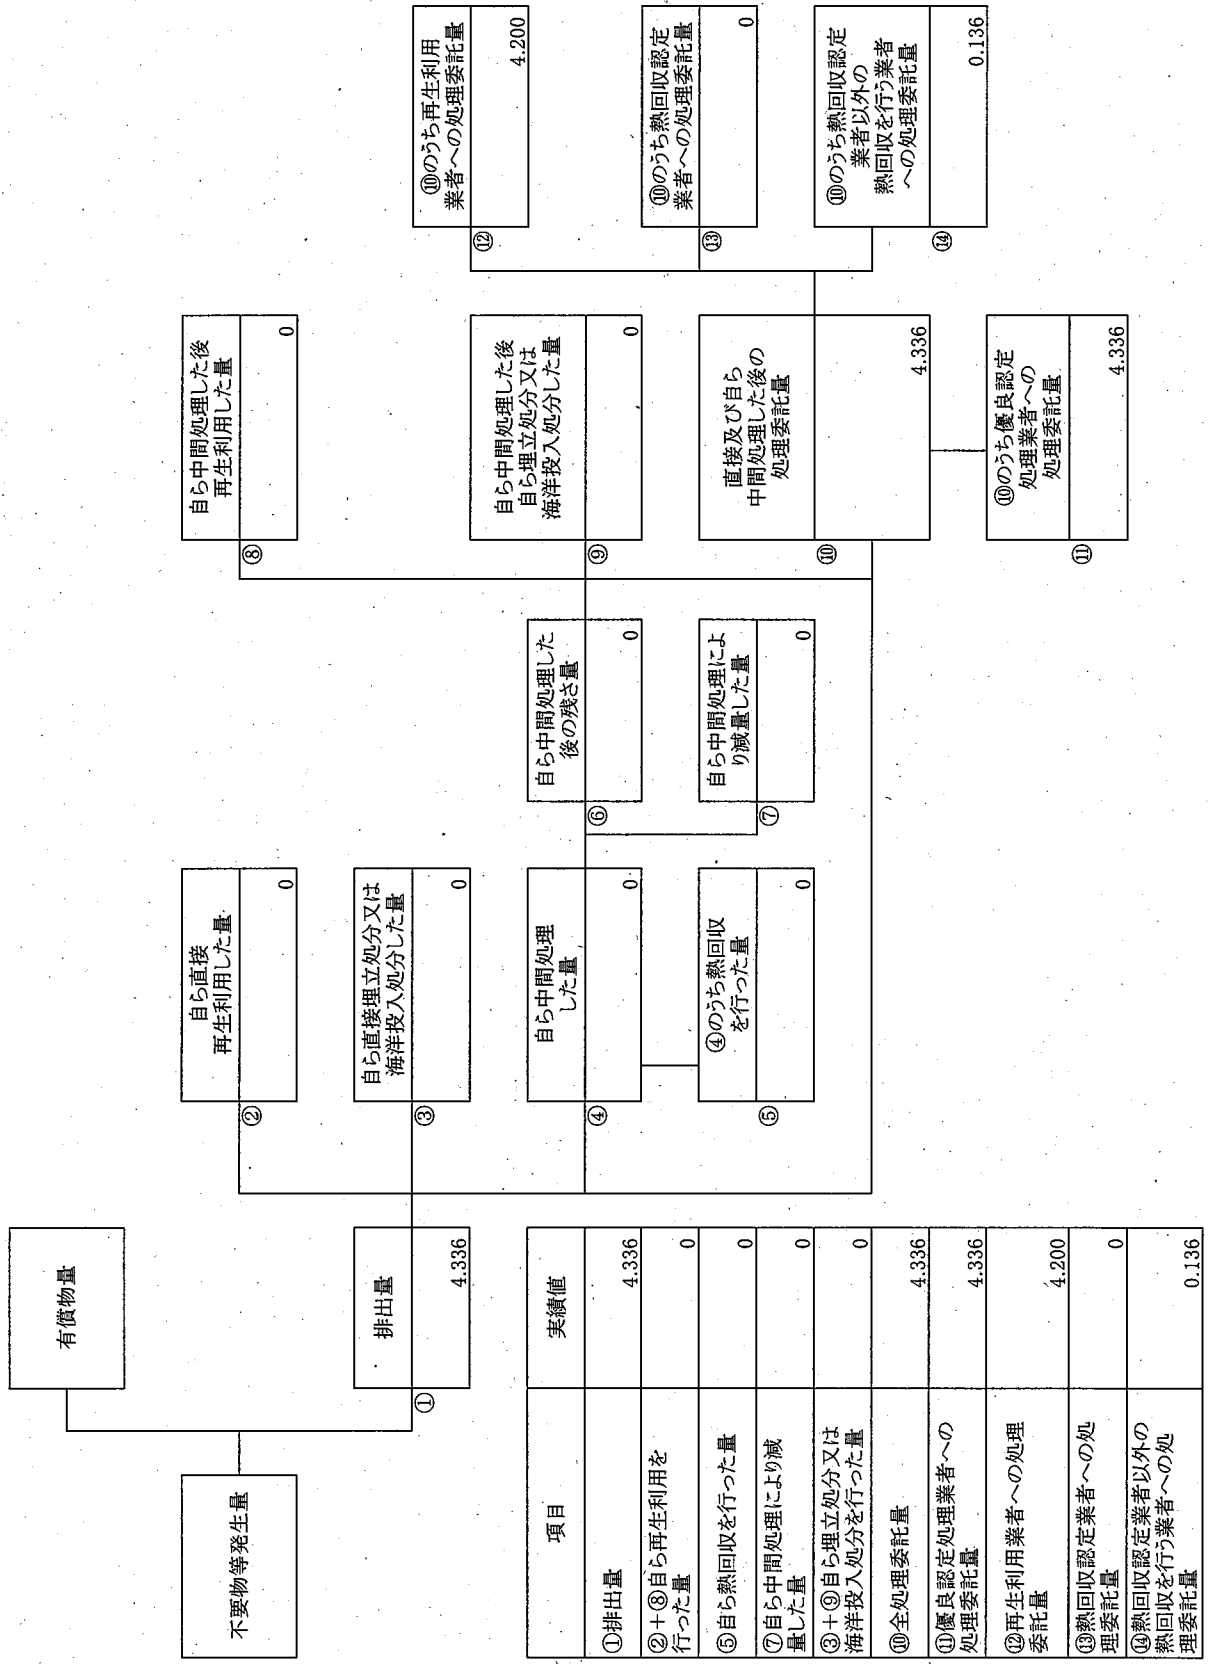 不要物等発生量
有償物量
排出量
①
4.336
自ら直接
再生利用した量
②
0
自ら直接埋立処分又は
海洋投入処分した量
③
0
自ら中間処理
した量
④
0
④のうち熱回収
を行った量
⑤
0
自ら中間処理した
後の残さ量
⑥
0
自ら中間処理によ
り減量した量
⑦
0
自ら中間処理した後
再生利用した量
⑧
0
自ら中間処理した後
自ら埋立処分又は
海洋投入処分した量
⑨
0
直接及び自ら
中間処理した後の
処理委託量
⑩
4.336
⑩のうち優良認定
処理業者への
処理委託量
⑪
4.336
⑩のうち再生利用
業者への処理委託量
⑫
4.200
⑩のうち熱回収認定
業者への処理委託量
⑬
0
⑩のうち熱回収認定
業者以外の
熱回収を行う業者
への処理委託量
⑭
0.136
項目 実績値
①排出量 4.336
②+⑧自ら再生利用を
行った量 0
⑤自ら熱回収を行った量 0
⑦自ら中間処理により減
量した量 0
③+⑨自ら埋立処分又は
海洋投入処分を行った量 0
⑩全処理委託量 4.336
⑪優良認定処理業者への
処理委託量 4.336
⑫再生利用業者への処理
委託量 4.200
⑬熱回収認定業者への処
理委託量 0
⑭熱回収認定業者以外の
熱回収を行う業者への処
理委託量 0.136